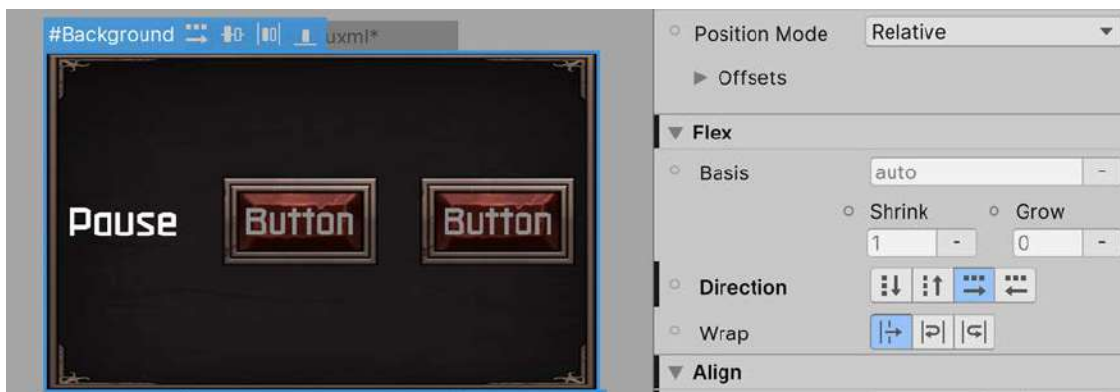 #Background
uxml*
Pause
Button
Button
Position Mode
Relative
Offsets
Flex
Basis
auto
Shrink
Grow
1
-
0
-
Direction
Wrap
Align